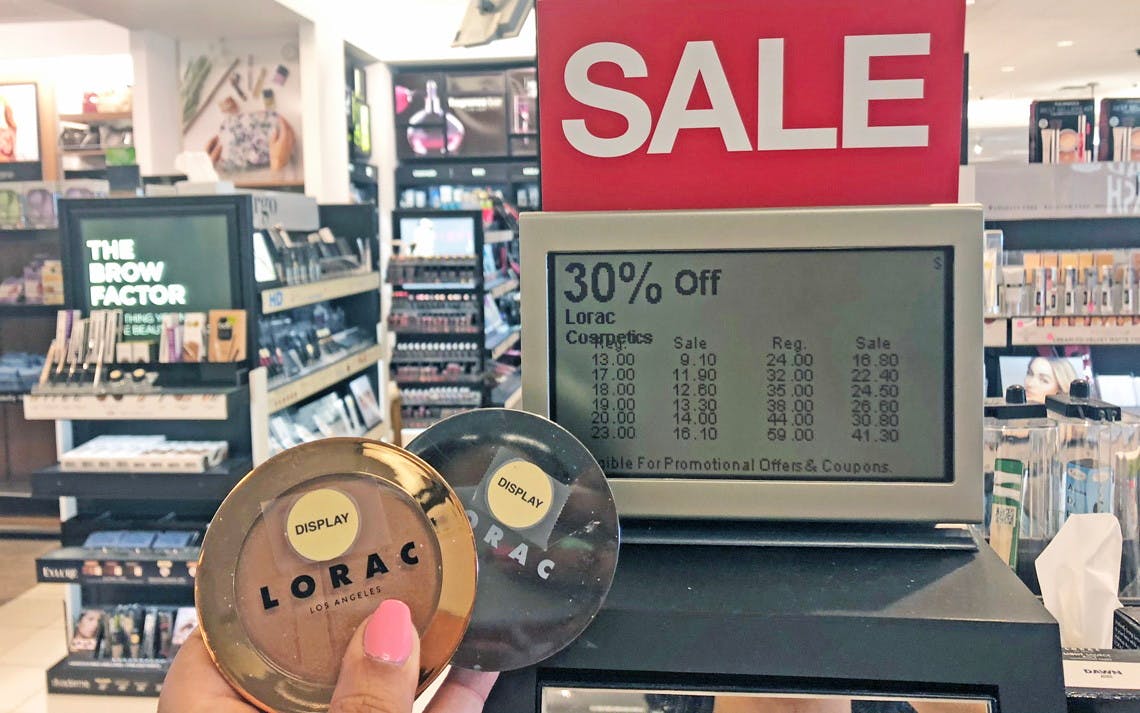 SALE
30% Off
$
Lorac
Cosmetics
Reg. Sale Reg. Sale
13.00 9.10 24.00 16.80
17.00 11.90 32.00 22.40
18.00 12.60 35.00 24.50
19.00 13.30 38.00 26.60
20.00 14.00 44.00 30.80
23.00 16.10 59.00 41.30
For Promotional Offers & Coupons.
THE
BROW
FACTOR
HD
DISPLAY
LORAC
LOS ANGELES
DISPLAY
LORAC
DAWN